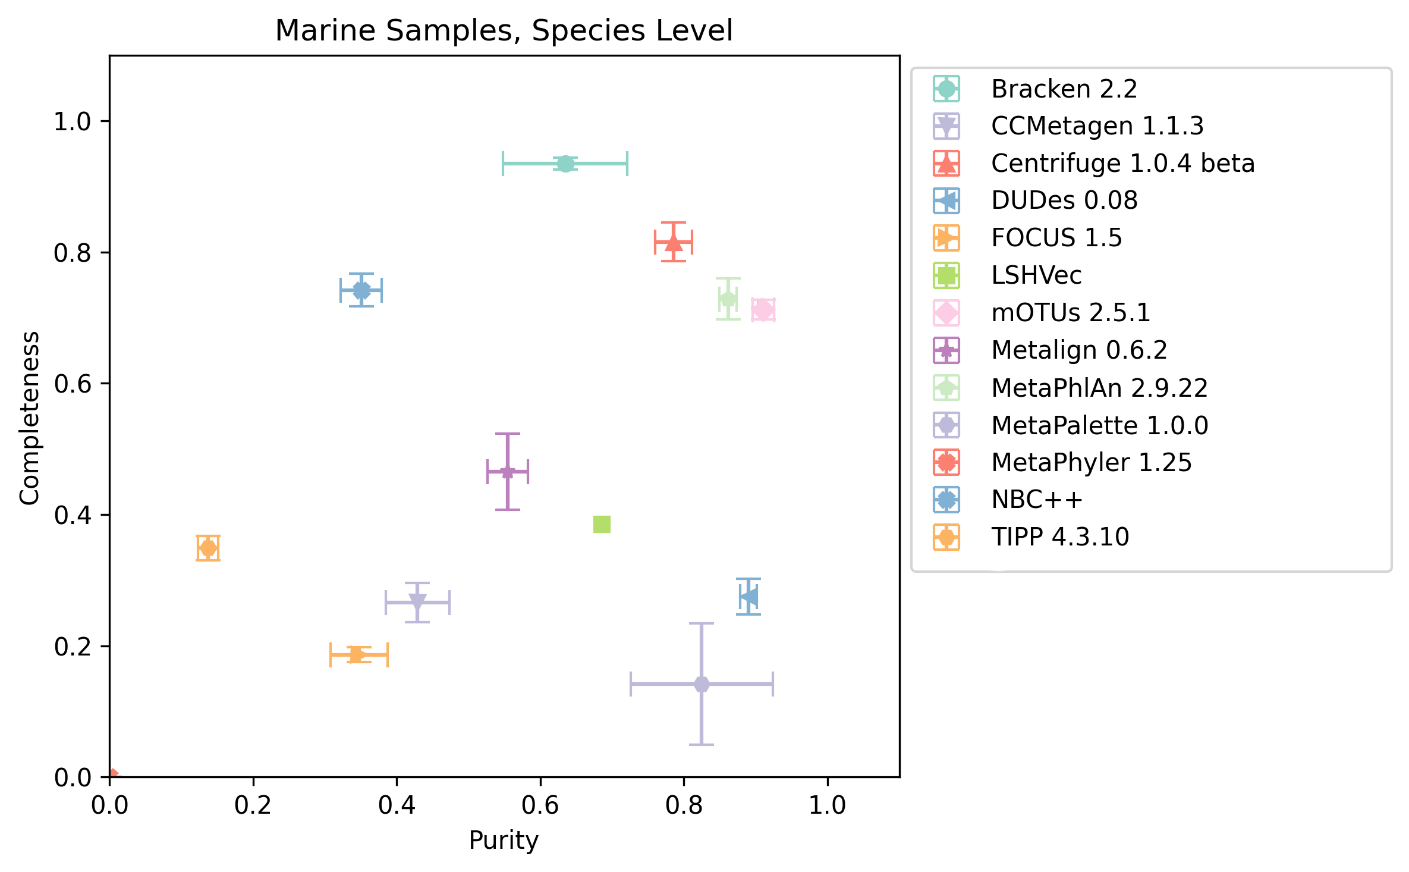 Marine Samples, Species Level
1.0
0.8
0.6
0.4
0.2
0.0
Completeness
0.0 0.2 0.4 0.6 0.8 1.0
Purity
Bracken 2.2
CCMetagen 1.1.3
Centrifuge 1.0.4 beta
DUDes 0.08
FOCUS 1.5
LSHVec
mOTUs 2.5.1
Metalign 0.6.2
MetaPhlAn 2.9.22
MetaPalette 1.0.0
MetaPhyler 1.25
NBC++
TIPP 4.3.10